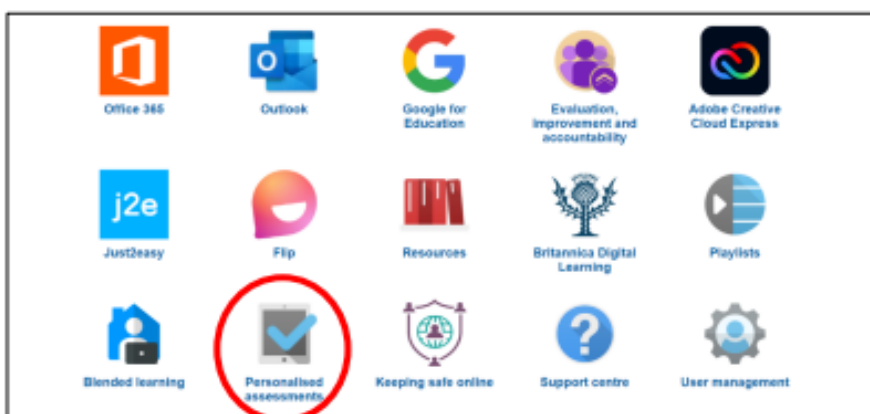 Office 365
Outlook
Google for
Education
Evaluation,
improvement and
accountability
Adobe Creative
Cloud Express
j2e
Just2easy
Flip
Resources
Britannica Digital
Learning
Playlists
Blended learning
Personalised
assessments
Keeping safe online
Support centre
User management